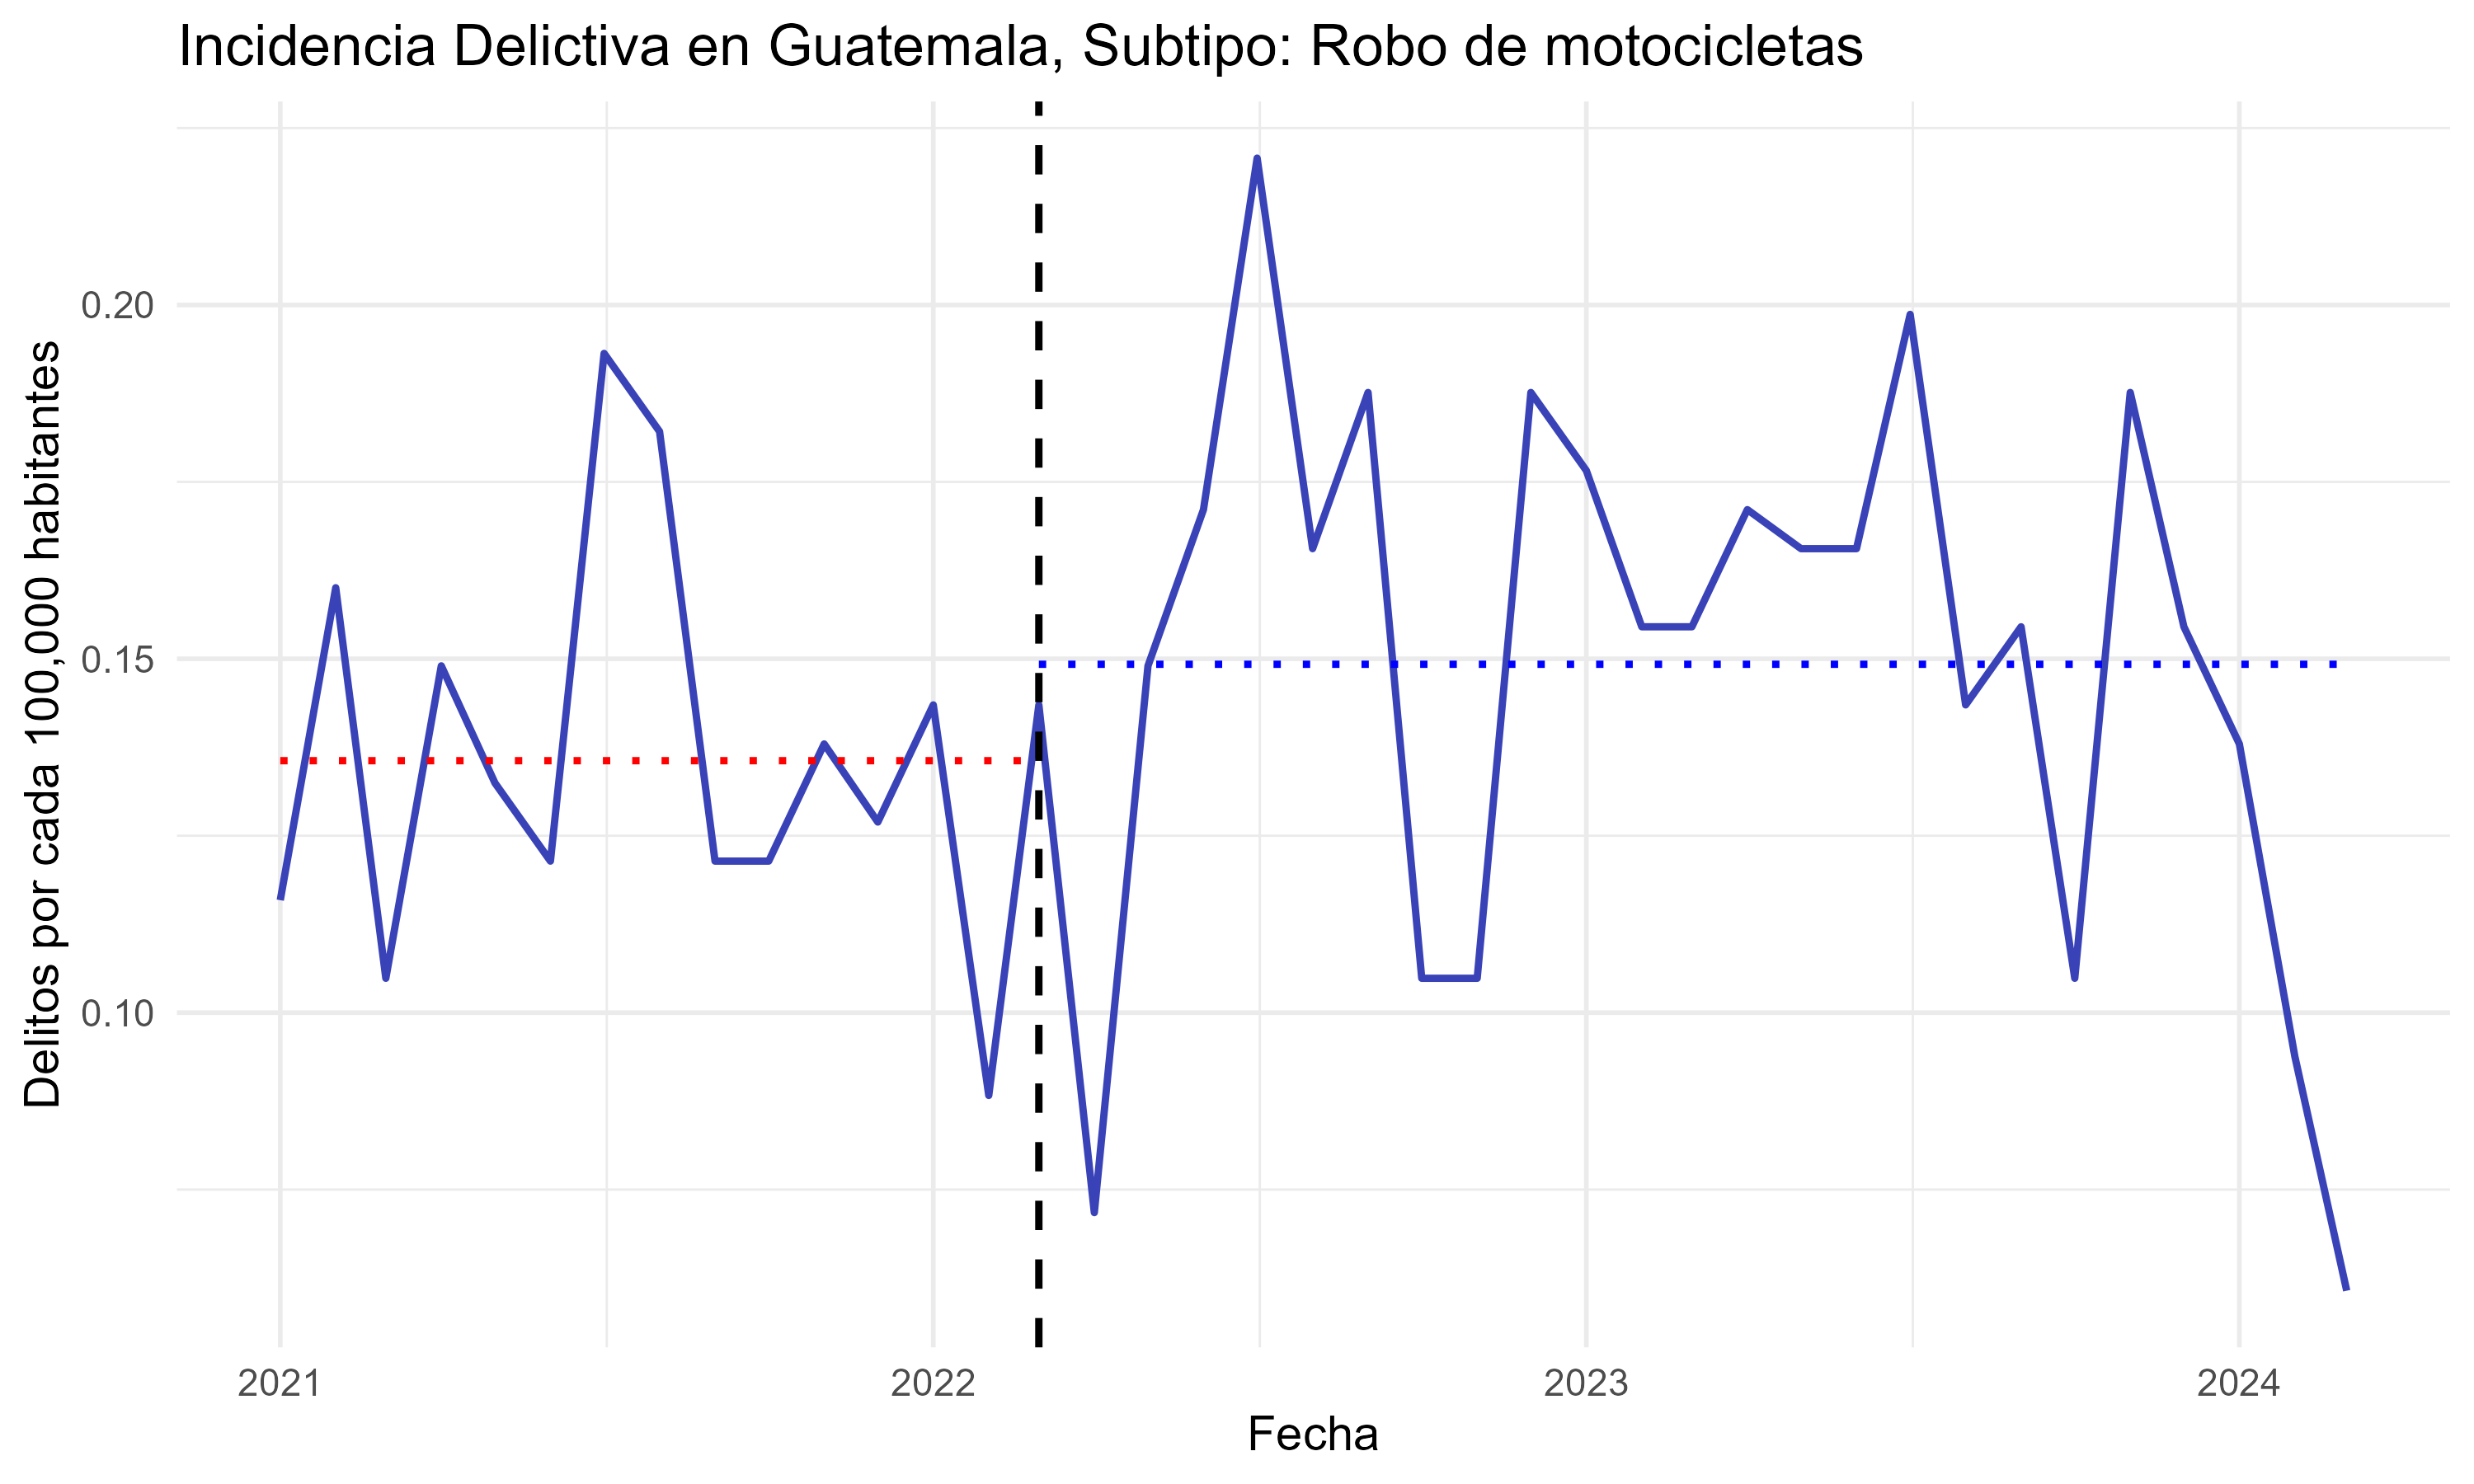 Incidencia Delictiva en Guatemala, Subtipo: Robo de motocicletas
Delitos por cada 100,000 habitantes
0.20
0.15
0.10
2021
2022
2023
2024
Fecha